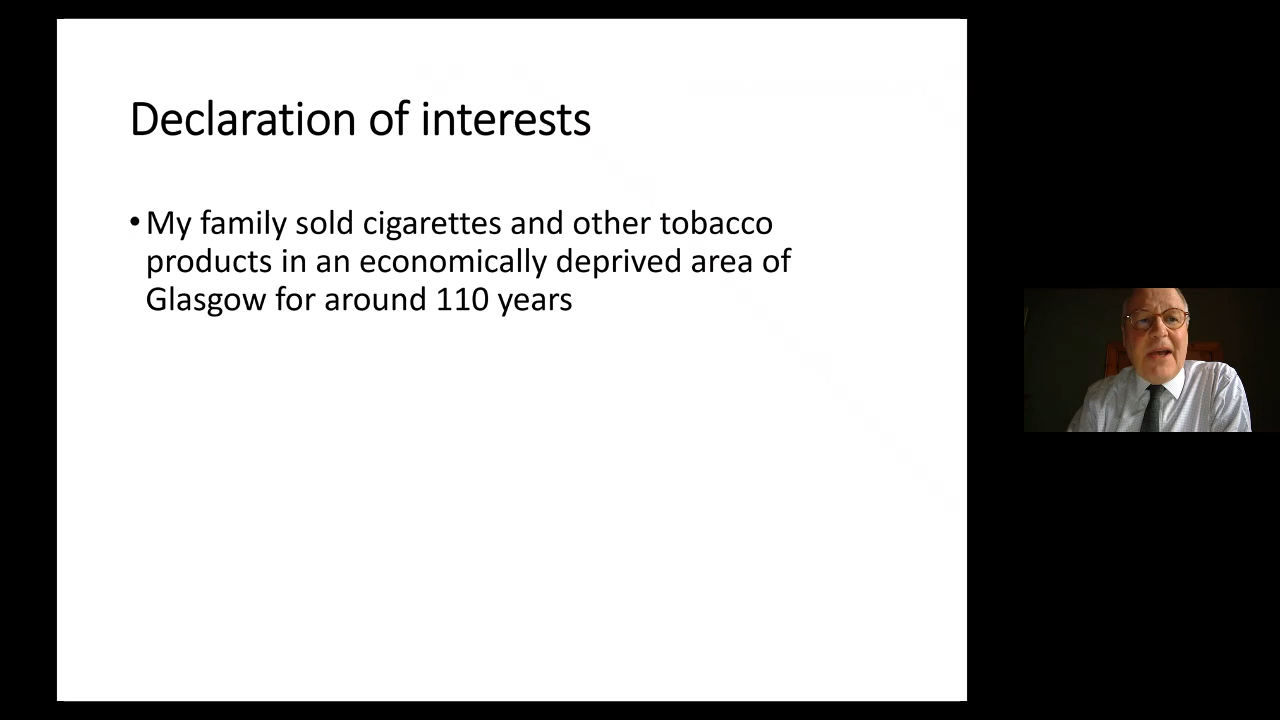 Declaration of interests
• My family sold cigarettes and other tobacco
products in an economically deprived area of
Glasgow for around 110 years